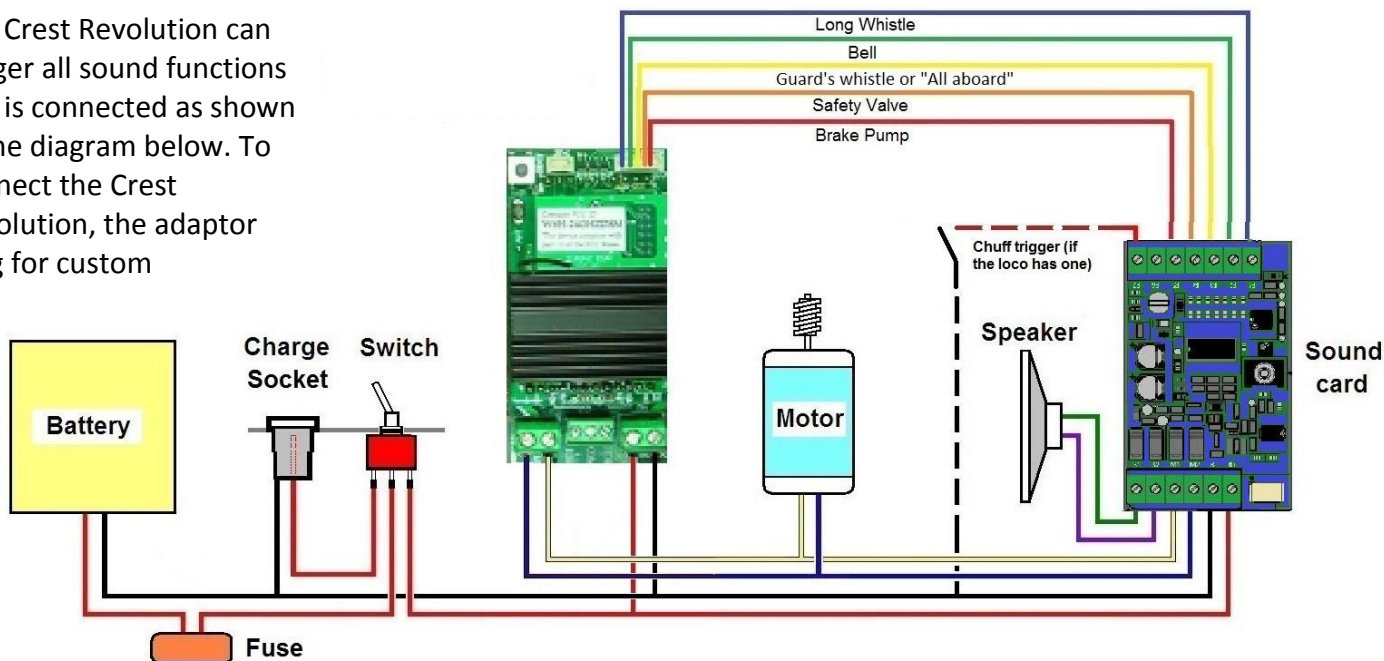 Crest Revolution can
ger all sound functions
is connected as shown
he diagram below. To
nect the Crest
olution, the adaptor
g for custom
Long Whistle
Bell
Guard's whistle or "All aboard"
Safety Valve
Brake Pump
Chuff trigger (if
the loco has one)
Charge
Socket
Switch
Speaker
Sound
card
Battery
Motor
Fuse